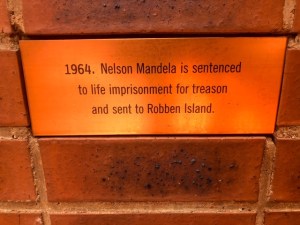 1964. Nelson Mandela is sentenced
to life imprisonment for treason
and sent to Robben Island.